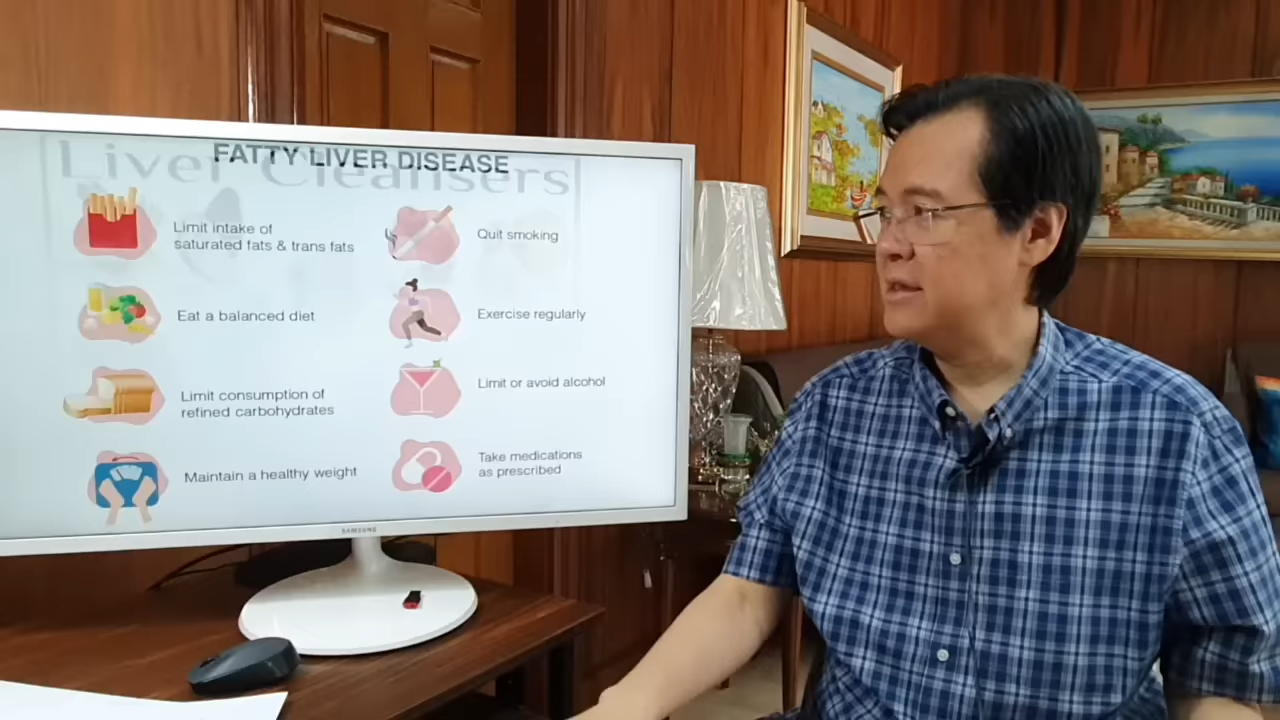 FATTY LIVER DISEASE
Liver Cleansers
Limit intake of
saturated fats & trans fats
Quit smoking
Eat a balanced diet
Exercise regularly
Limit consumption of
refined carbohydrates
Limit or avoid alcohol
Maintain a healthy weight
Take medications
as prescribed
SAMSUNG